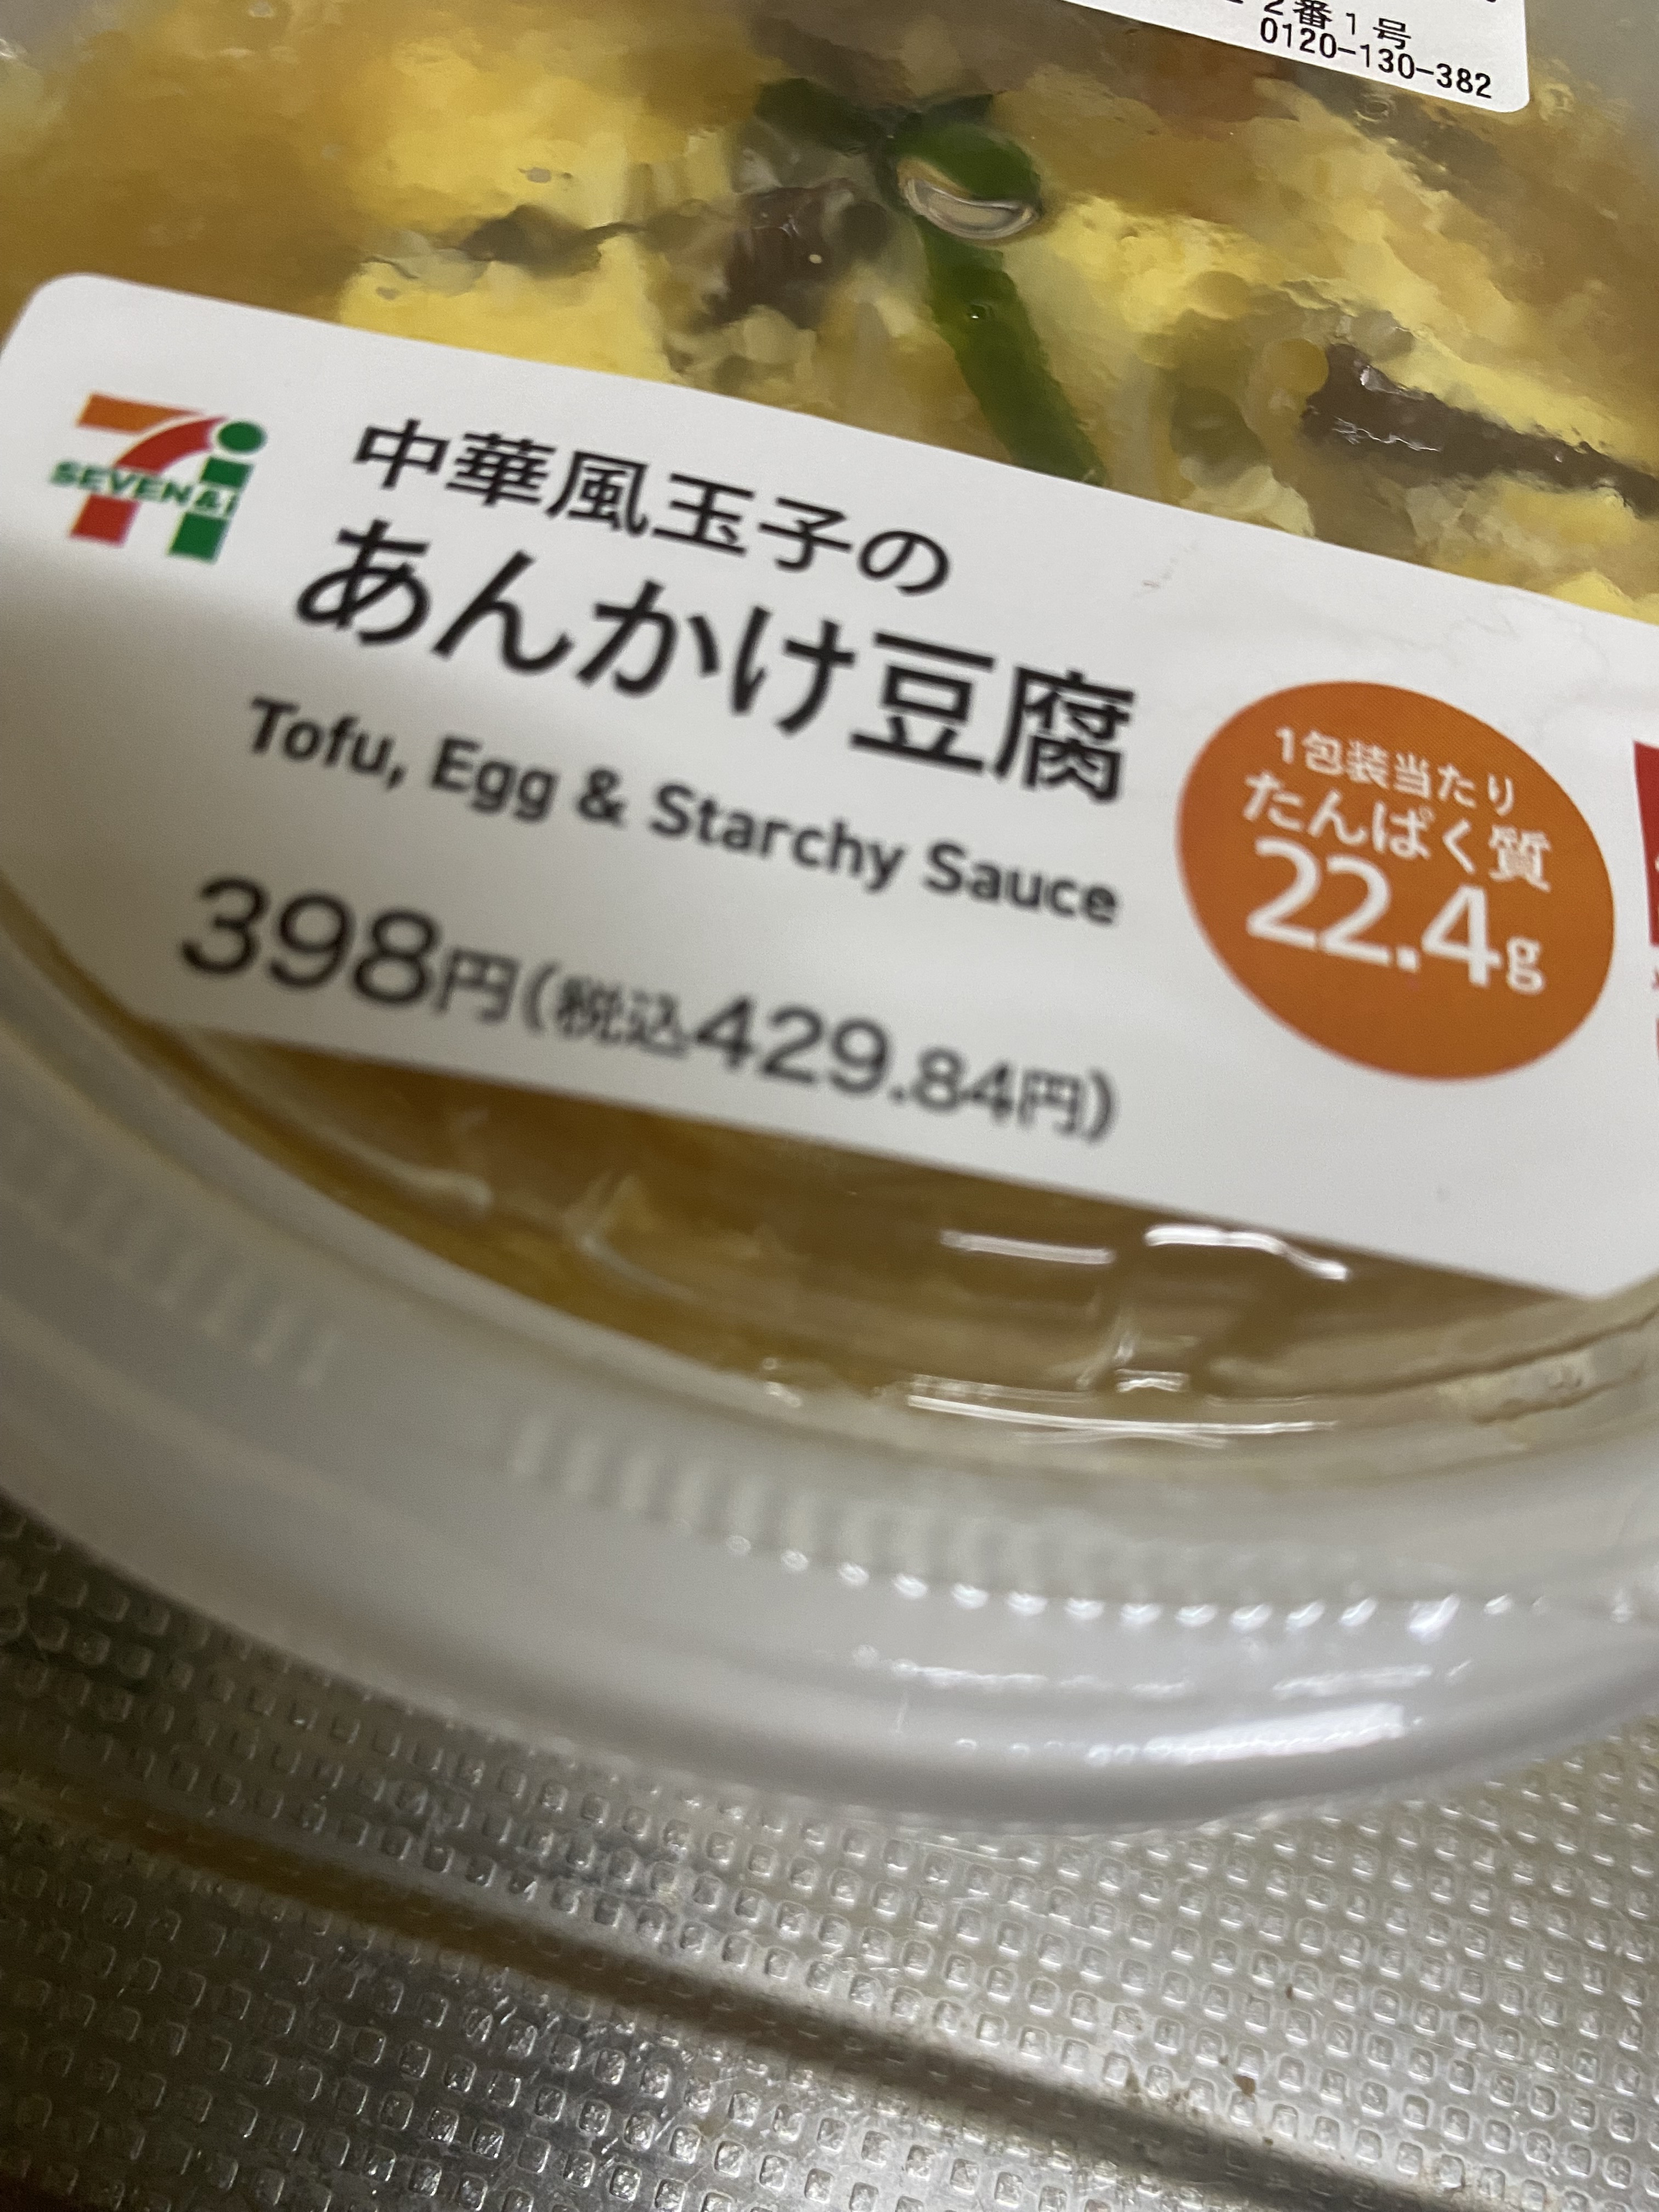 2番1号
0120-130-382
SEVEN&i
中華風玉子の
あんかけ豆腐
Tofu, Egg & Starchy Sauce
398円(税込429.84円)
1包装当たり
たんぱく質
22.4g